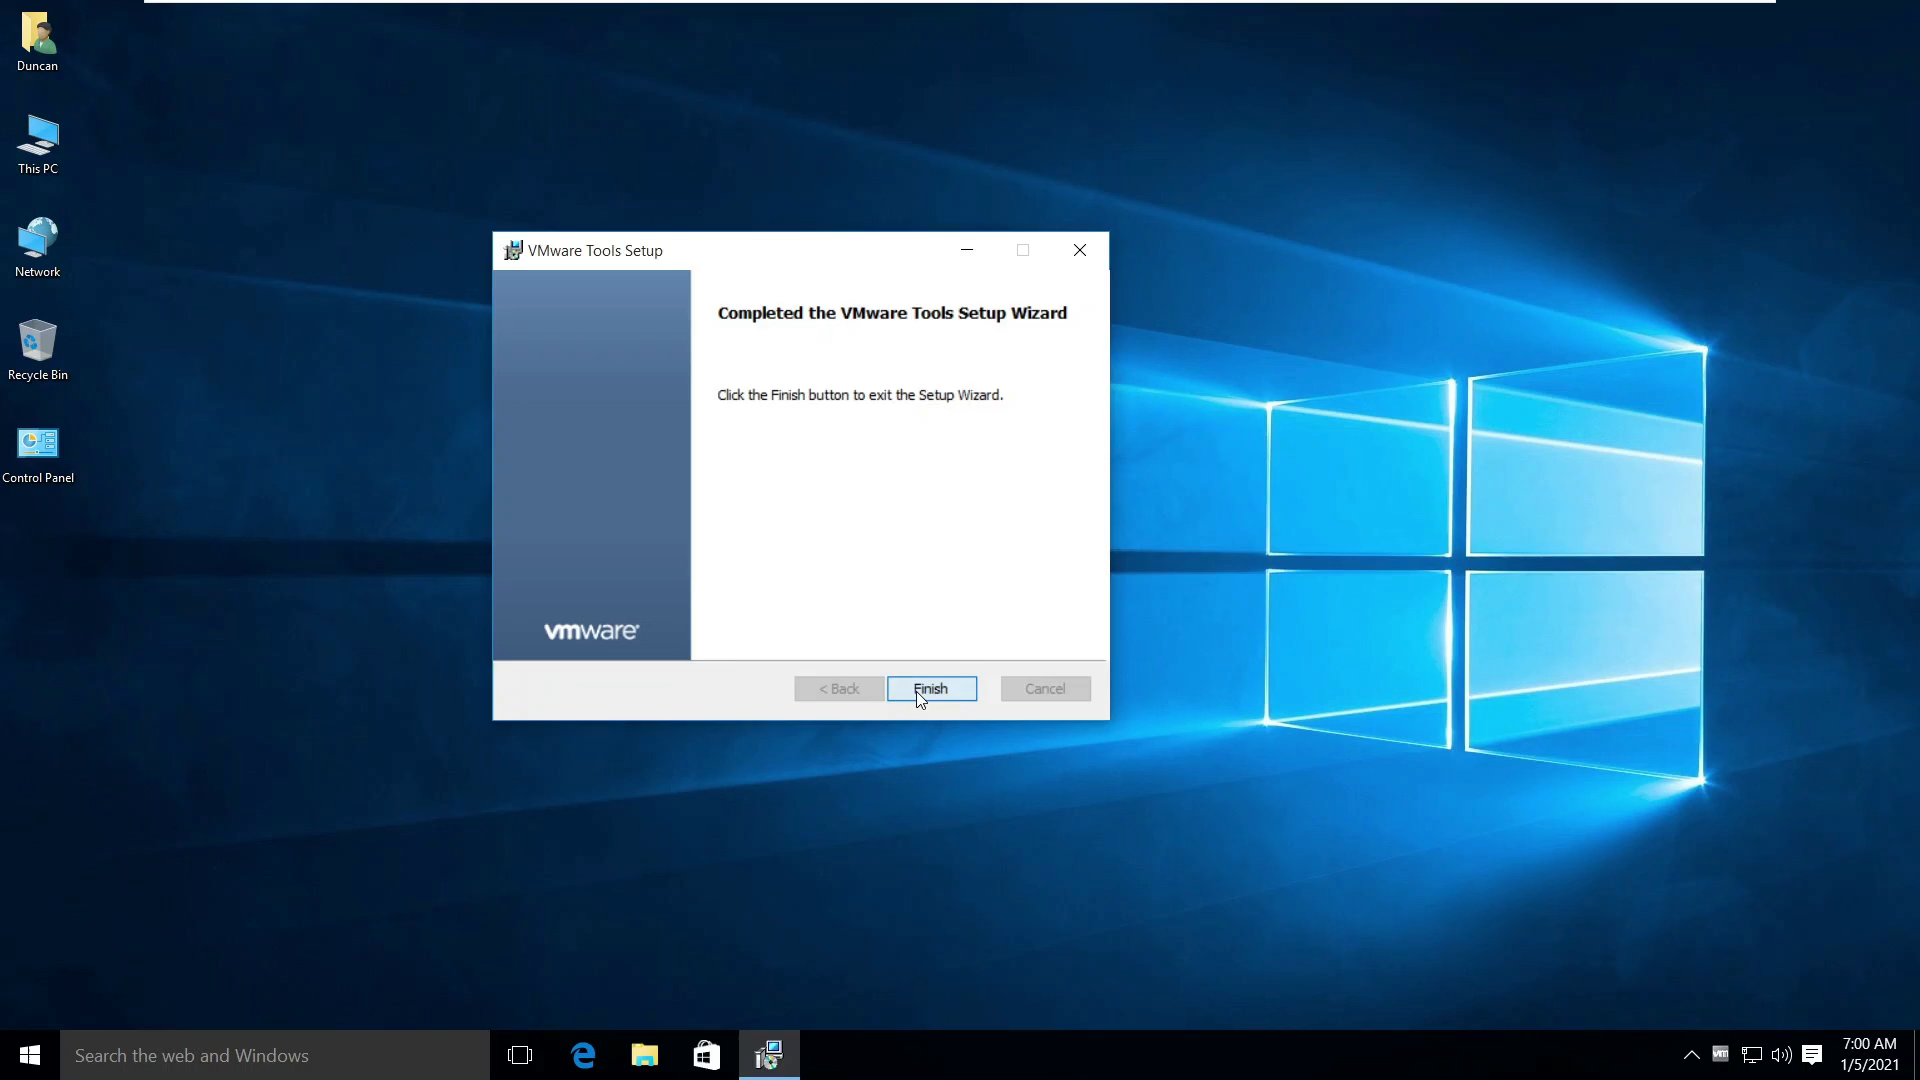 Duncan
This PC
Network
Recycle Bin
Control Panel
VMware Tools Setup
Completed the VMware Tools Setup Wizard
Click the Finish button to exit the Setup Wizard.
vmware
< Back
Finish
Cancel
Search the web and Windows
vm
7:00 AM
1/5/2021